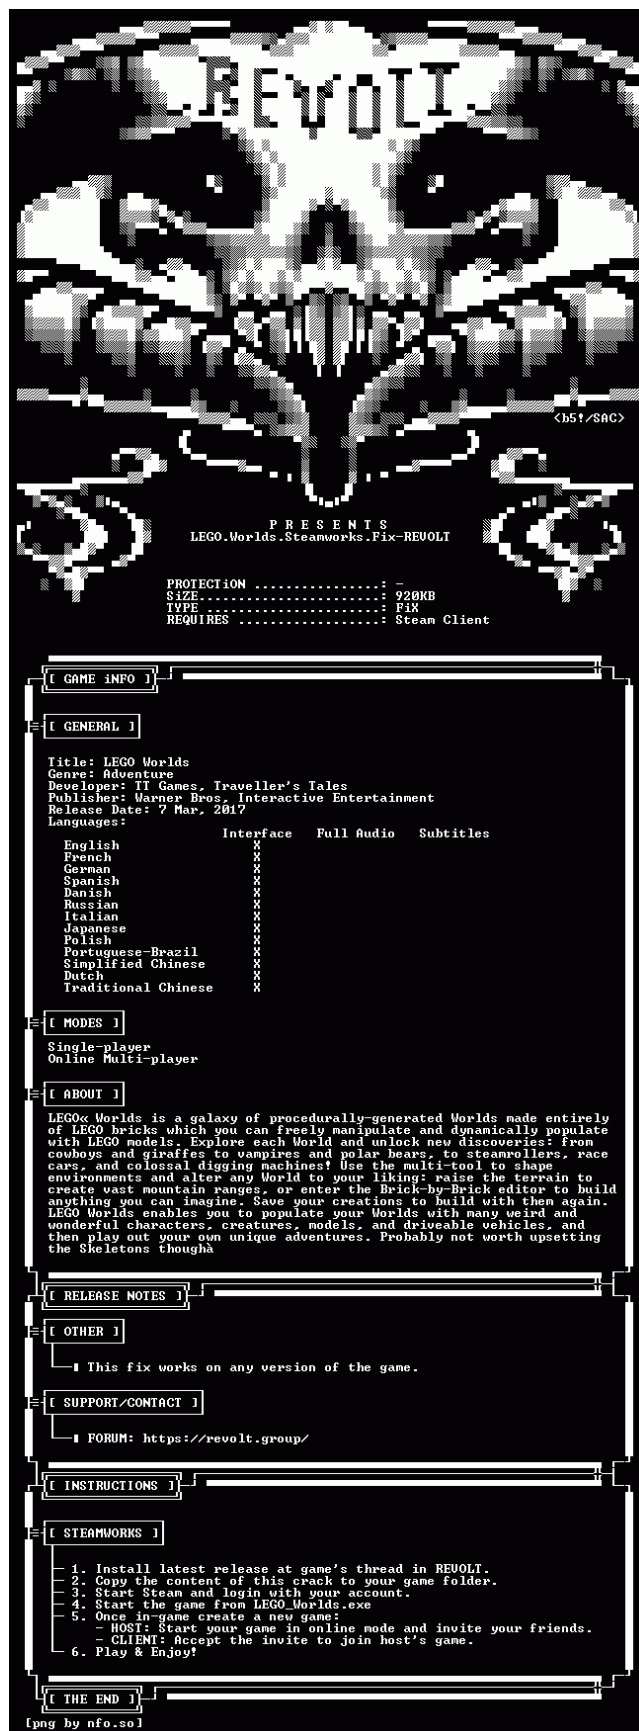 REVOLT
<b5!/SAC>
P R E S E N T S
LEGO.Worlds.Steamworks.Fix-REVOLT
PROTECTiON ................: -
SiZE.......................: 920KB
TYPE ......................: FiX
REQUIRES ..................: Steam Client
[ GAME iNFO ]
[ GENERAL ]
Title: LEGO Worlds
Genre: Adventure
Developer: TT Games, Traveller's Tales
Publisher: Warner Bros, Interactive Entertainment
Release Date: 7 Mar, 2017
Languages:
Interface Full Audio Subtitles
English X
French X
German X
Spanish X
Danish X
Russian X
Italian X
Japanese X
Polish X
Portuguese-Brazil X
Simplified Chinese X
Dutch X
Traditional Chinese X
[ MODES ]
Single-player
Online Multi-player
[ ABOUT ]
LEGO« Worlds is a galaxy of procedurally-generated Worlds made entirely
of LEGO bricks which you can freely manipulate and dynamically populate
with LEGO models. Explore each World and unlock new discoveries: from
cowboys and giraffes to vampires and polar bears, to steamrollers, race
cars, and colossal digging machines! Use the multi-tool to shape
environments and alter any World to your liking: raise the terrain to
create vast mountain ranges, or enter the Brick-by-Brick editor to build
anything you can imagine. Save your creations to build with them again.
LEGO Worlds enables you to populate your Worlds with many weird and
wonderful characters, creatures, models, and driveable vehicles, and
then play out your own unique adventures. Probably not worth upsetting
the Skeletons thoughà
[ RELEASE NOTES ]
[ OTHER ]
This fix works on any version of the game.
[ SUPPORT/CONTACT ]
FORUM: https://revolt.group/
[ INSTRUCTIONS ]
[ STEAMWORKS ]
1. Install latest release at game's thread in REVOLT.
2. Copy the content of this crack to your game folder.
3. Start Steam and login with your account.
4. Start the game from LEGO_Worlds.exe
5. Once in-game create a new game:
- HOST: Start your game in online mode and invite your friends.
- CLIENT: Accept the invite to join host's game.
6. Play & Enjoy!
[ THE END ]
[png by nfo.so]